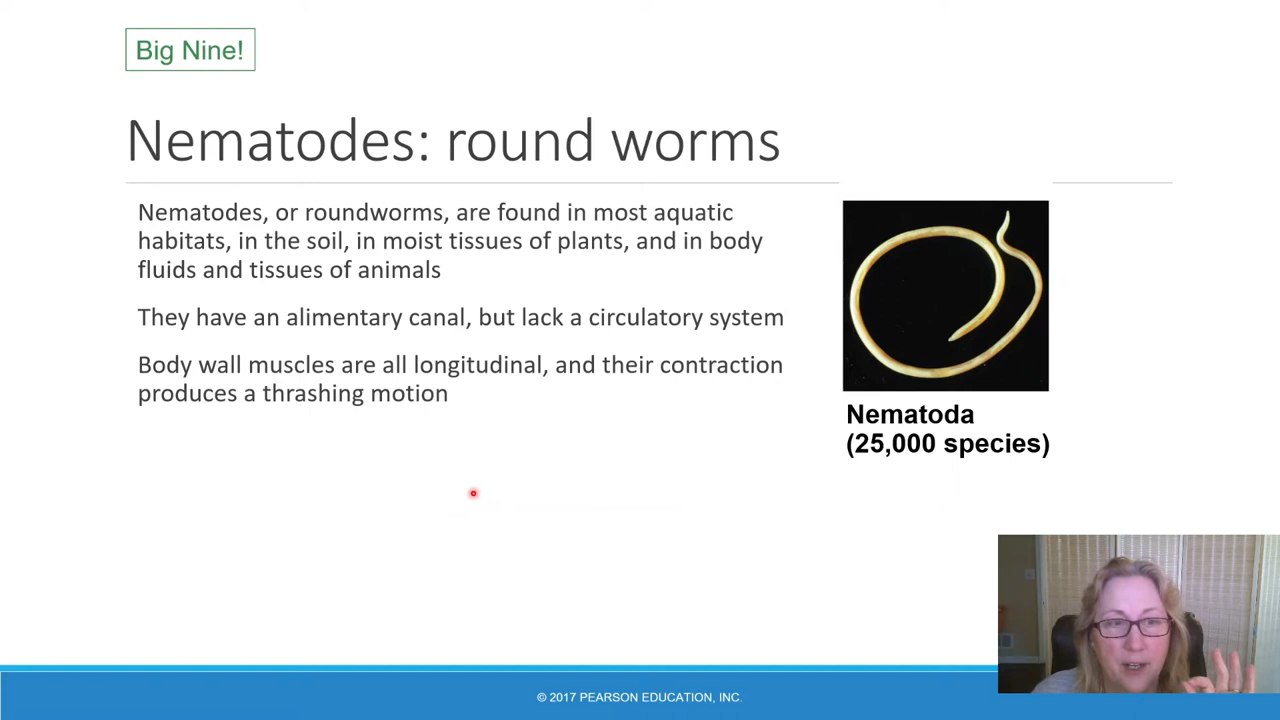 Big Nine!
Nematodes: round worms
Nematodes, or roundworms, are found in most aquatic
habitats, in the soil, in moist tissues of plants, and in body
fluids and tissues of animals
They have an alimentary canal, but lack a circulatory system
Body wall muscles are all longitudinal, and their contraction
produces a thrashing motion
Nematoda
(25,000 species)
© 2017 PEARSON EDUCATION, INC.